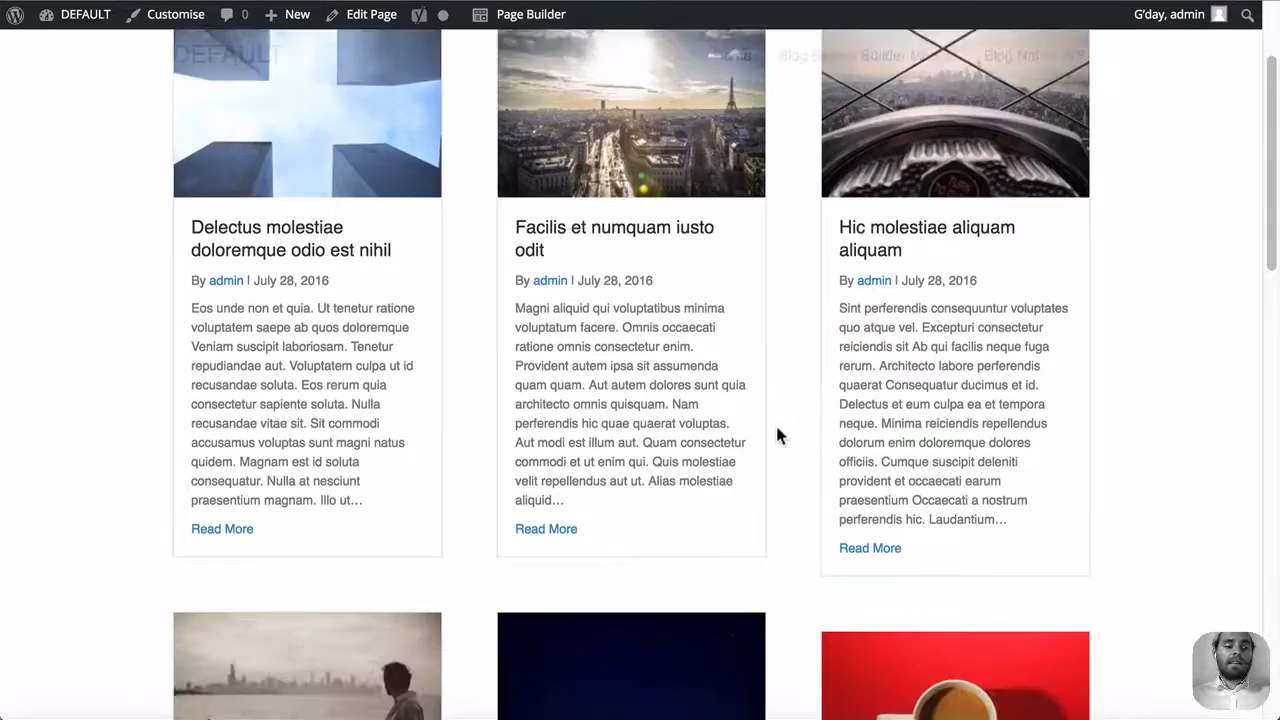 DEFAULT Customise 0 New Edit Page Page Builder G'day, admin
DEFAULT Blog Builder Blog
Delectus molestiae
doloremque odio est nihil
By admin | July 28, 2016
Eos unde non et quia. Ut tenetur ratione
voluptatem saepe ab quos doloremque
Veniam suscipit laboriosam. Tenetur
repudiandae aut. Voluptatem culpa ut id
recusandae soluta. Eos rerum quia
consectetur sapiente soluta. Nulla
recusandae vitae sit. Sit commodi
accusamus voluptas sunt magni natus
quidem. Magnam est id soluta
consequatur. Nulla at nesciunt
praesentium magnam. Illo ut…
Read More
Facilis et numquam iusto
odit
By admin | July 28, 2016
Magni aliquid qui voluptatibus minima
voluptatum facere. Omnis occaecati
ratione omnis consectetur enim.
Provident autem ipsa sit assumenda
quam quam. Aut autem dolores sunt quia
architecto omnis quisquam. Nam
perferendis hic quae quaerat voluptas.
Aut modi est illum aut. Quam consectetur
commodi et ut enim qui. Quis molestiae
velit repellendus aut ut. Alias molestiae
aliquid…
Read More
Hic molestiae aliquam
aliquam
By admin | July 28, 2016
Sint perferendis consequuntur voluptates
quo atque vel. Excepturi consectetur
reiciendis sit Ab qui facilis neque fuga
rerum. Architecto labore perferendis
quaerat Consequatur ducimus et id.
Delectus et eum culpa ea et tempora
neque. Minima reiciendis repellendus
dolorum enim doloremque dolores
officiis. Cumque suscipit deleniti
provident et occaecati earum
praesentium Occaecati a nostrum
perferendis hic. Laudantium…
Read More